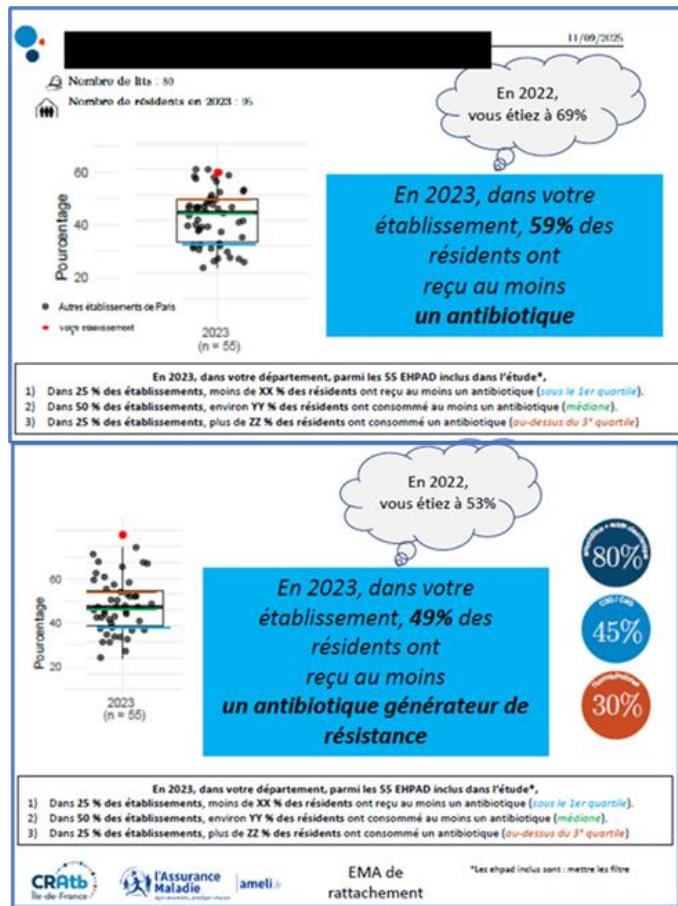 11/09/2025
Nombre de lits : 80
Nombre de résidents en 2023 : 95
En 2022,
vous étiez à 69%
60
40
20
Pourcentage
Autres établissements de Paris
Votre établissement
2023
(n = 55)
En 2023, dans votre
établissement, 59% des
résidents ont
reçu au moins
un antibiotique
En 2023, dans votre département, parmi les 55 EHPAD inclus dans l'étude*,
1) Dans 25 % des établissements, moins de XX % des résidents ont reçu au moins un antibiotique (sous le 1er quartile).
2) Dans 50 % des établissements, environ YY % des résidents ont consommé au moins un antibiotique (médiane).
3) Dans 25 % des établissements, plus de ZZ % des résidents ont consommé un antibiotique (au-dessus du 3ᵉ quartile)
En 2022,
vous étiez à 53%
60
40
20
Pourcentage
2023
(n = 55)
En 2023, dans votre
établissement, 49% des
résidents ont
reçu au moins
un antibiotique générateur de
résistance
80%
C3G / C4G
45%
30%
En 2023, dans votre département, parmi les 55 EHPAD inclus dans l'étude*,
1) Dans 25 % des établissements, moins de XX % des résidents ont reçu au moins un antibiotique (sous le 1er quartile).
2) Dans 50 % des établissements, environ YY % des résidents ont consommé au moins un antibiotique (médiane).
3) Dans 25 % des établissements, plus de ZZ % des résidents ont consommé un antibiotique (au-dessus du 3ᵉ quartile)
CRAtb
Île-de-France
l'Assurance
Maladie
ameli.fr
EMA de
rattachement
*Les ehpad inclus sont : mettre les filtre